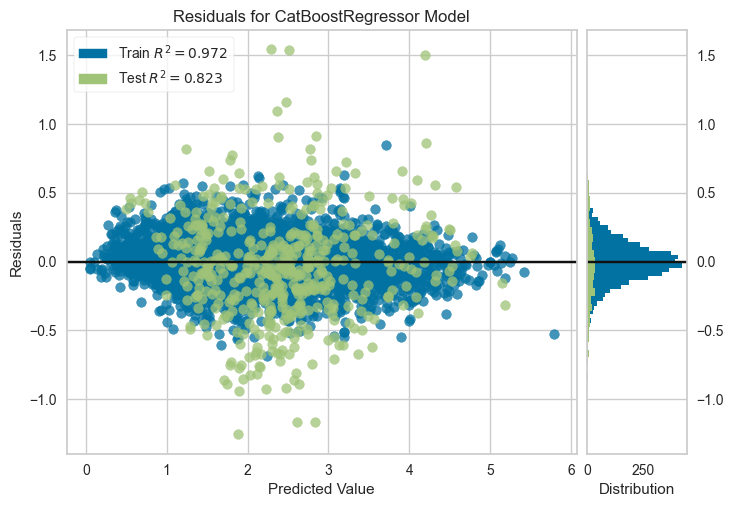 Residuals for CatBoostRegressor Model
Train R² = 0.972
Test R² = 0.823
1.5
1.0
0.5
0.0
−0.5
−1.0
Residuals
0 1 2 3 4 5 6
Predicted Value
1.5
1.0
0.5
0.0
−0.5
−1.0
0 250
Distribution